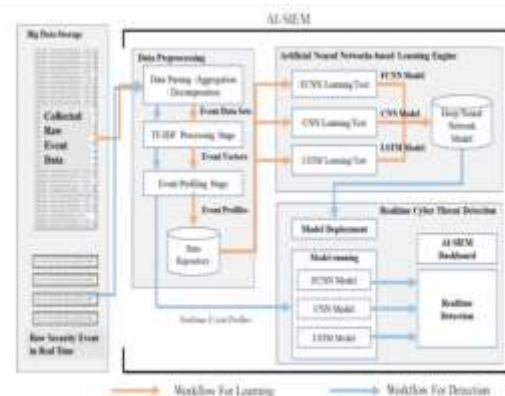 AI-SIEM
Big Data Storage
Collected
Raw
Event
Data
Raw Security Event
in Real Time
Data Preprocessing
Data Parsing / Aggregation
/ Decomposition
Event Data Sets
TF-IDF Processing Stage
Event Vectors
Event Profiling Stage
Event Profiles
Data
Repository
Artificial Neural Networks-based Learning Engine
FCNN Learning Test
CNN Learning Test
LSTM Learning Test
FCNN Model
CNN Model
LSTM Model
Deep Neural
Network
Model
Realtime Cyber Threat Detection
Model Deployment
Model running
FCNN Model
CNN Model
LSTM Model
AI-SIEM
Dashboard
Realtime
Detection
Realtime Event Profiles
Workflow For Learning
Workflow For Detection